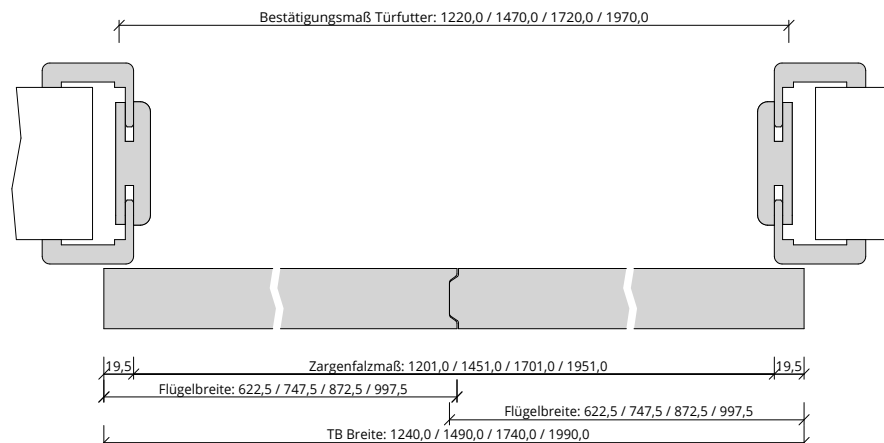 Bestätigungsmaß Türfutter: 1220,0 / 1470,0 / 1720,0 / 1970,0
19,5
Zargenfalzmaß: 1201,0 / 1451,0 / 1701,0 / 1951,0
19,5
Flügelbreite: 622,5 / 747,5 / 872,5 / 997,5
Flügelbreite: 622,5 / 747,5 / 872,5 / 997,5
TB Breite: 1240,0 / 1490,0 / 1740,0 / 1990,0